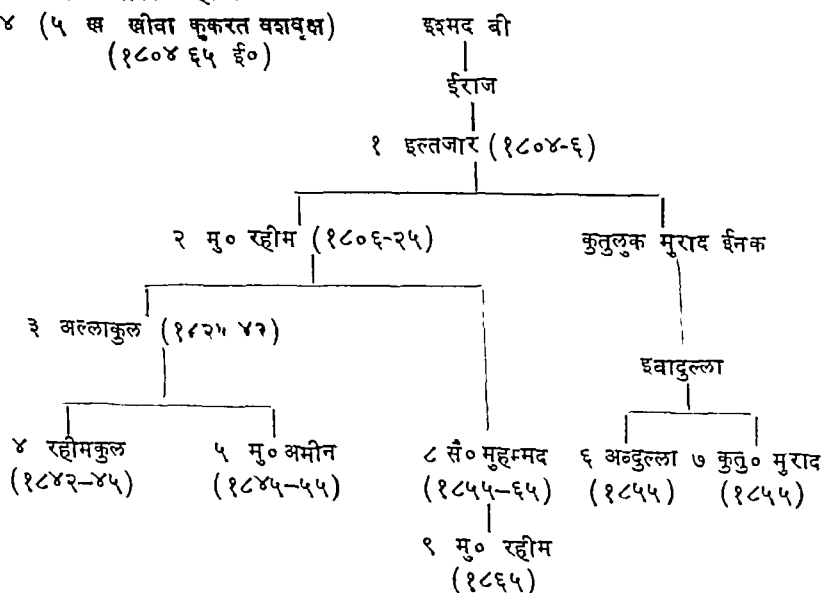 ४ (५ ख खीवा कुकरत वशवृक्ष)
(१८०४ ६५ ई०)
इश्मद बी
ईराज
१ इल्तजार (१८०४-६)
२ मु० रहीम (१८०६-२५)
कुतुलुक मुराद ईनक
३ अल्लाकुल (१८२५ ४२)
इवादुल्ला
४ रहीमकुल
(१८४२–४५)
५ मु० अमीन
(१८४५–५५)
८ सै० मुहम्मद
(१८५५–६५)
६ अब्दुल्ला
(१८५५)
७ कुतु० मुराद
(१८५५)
९ मु० रहीम
(१८६५)